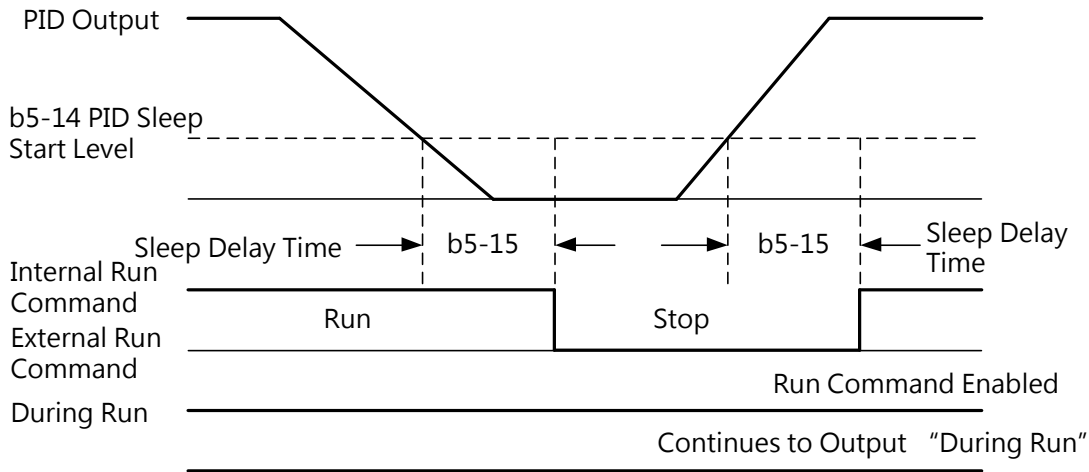 PID Output
b5-14 PID Sleep
Start Level
Sleep Delay Time
b5-15
b5-15
Sleep Delay
Time
Internal Run
Command
Run
Stop
External Run
Command
Run Command Enabled
During Run
Continues to Output “During Run”